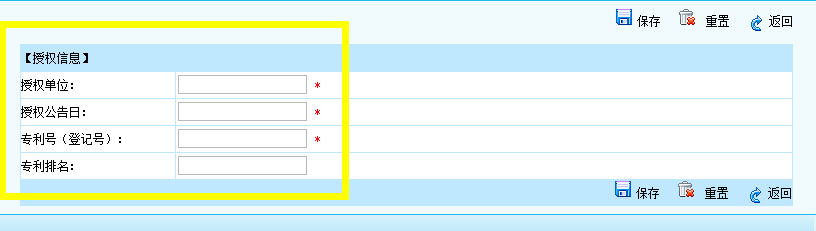 保存 重置 返回
【授权信息】
授权单位: *
授权公告日: *
专利号（登记号）: *
专利排名:
保存 重置 返回